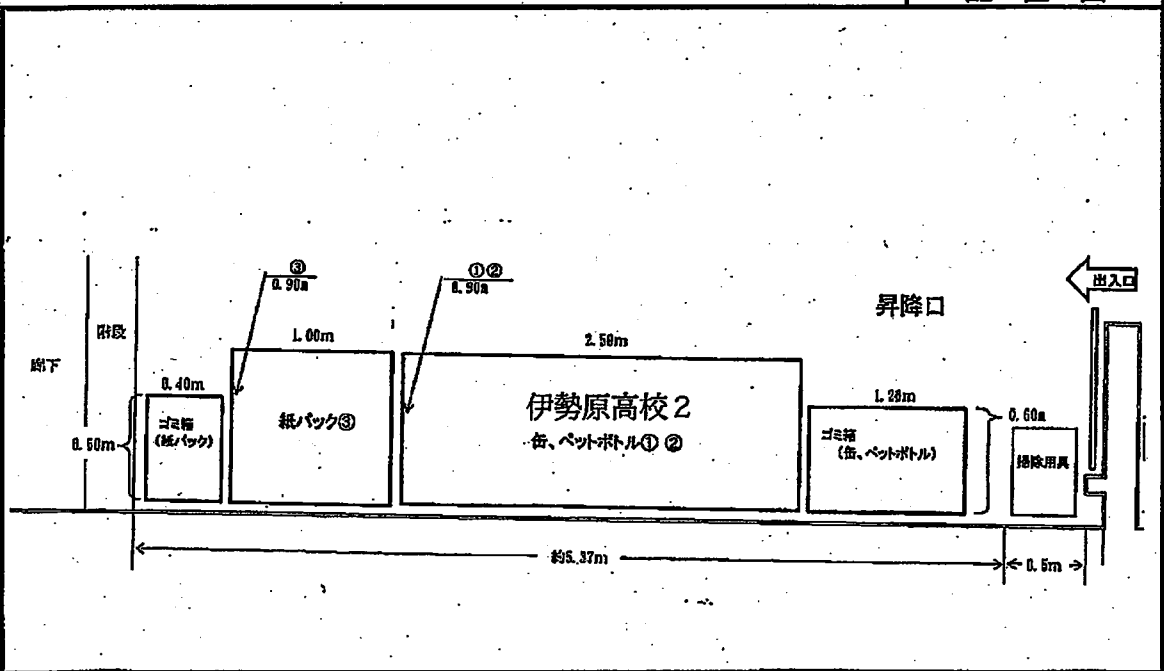 昇降口
出入口
③
0.90m
①②
0.90m
階段
廊下
1.00m
2.50m
0.40m
1.20m
0.60m
0.50m
ゴミ箱
(紙パック)
紙パック③
伊勢原高校2
缶、ペットボトル① ②
ゴミ箱
(缶、ペットボトル)
掃除用具
約5.37m
0.5m